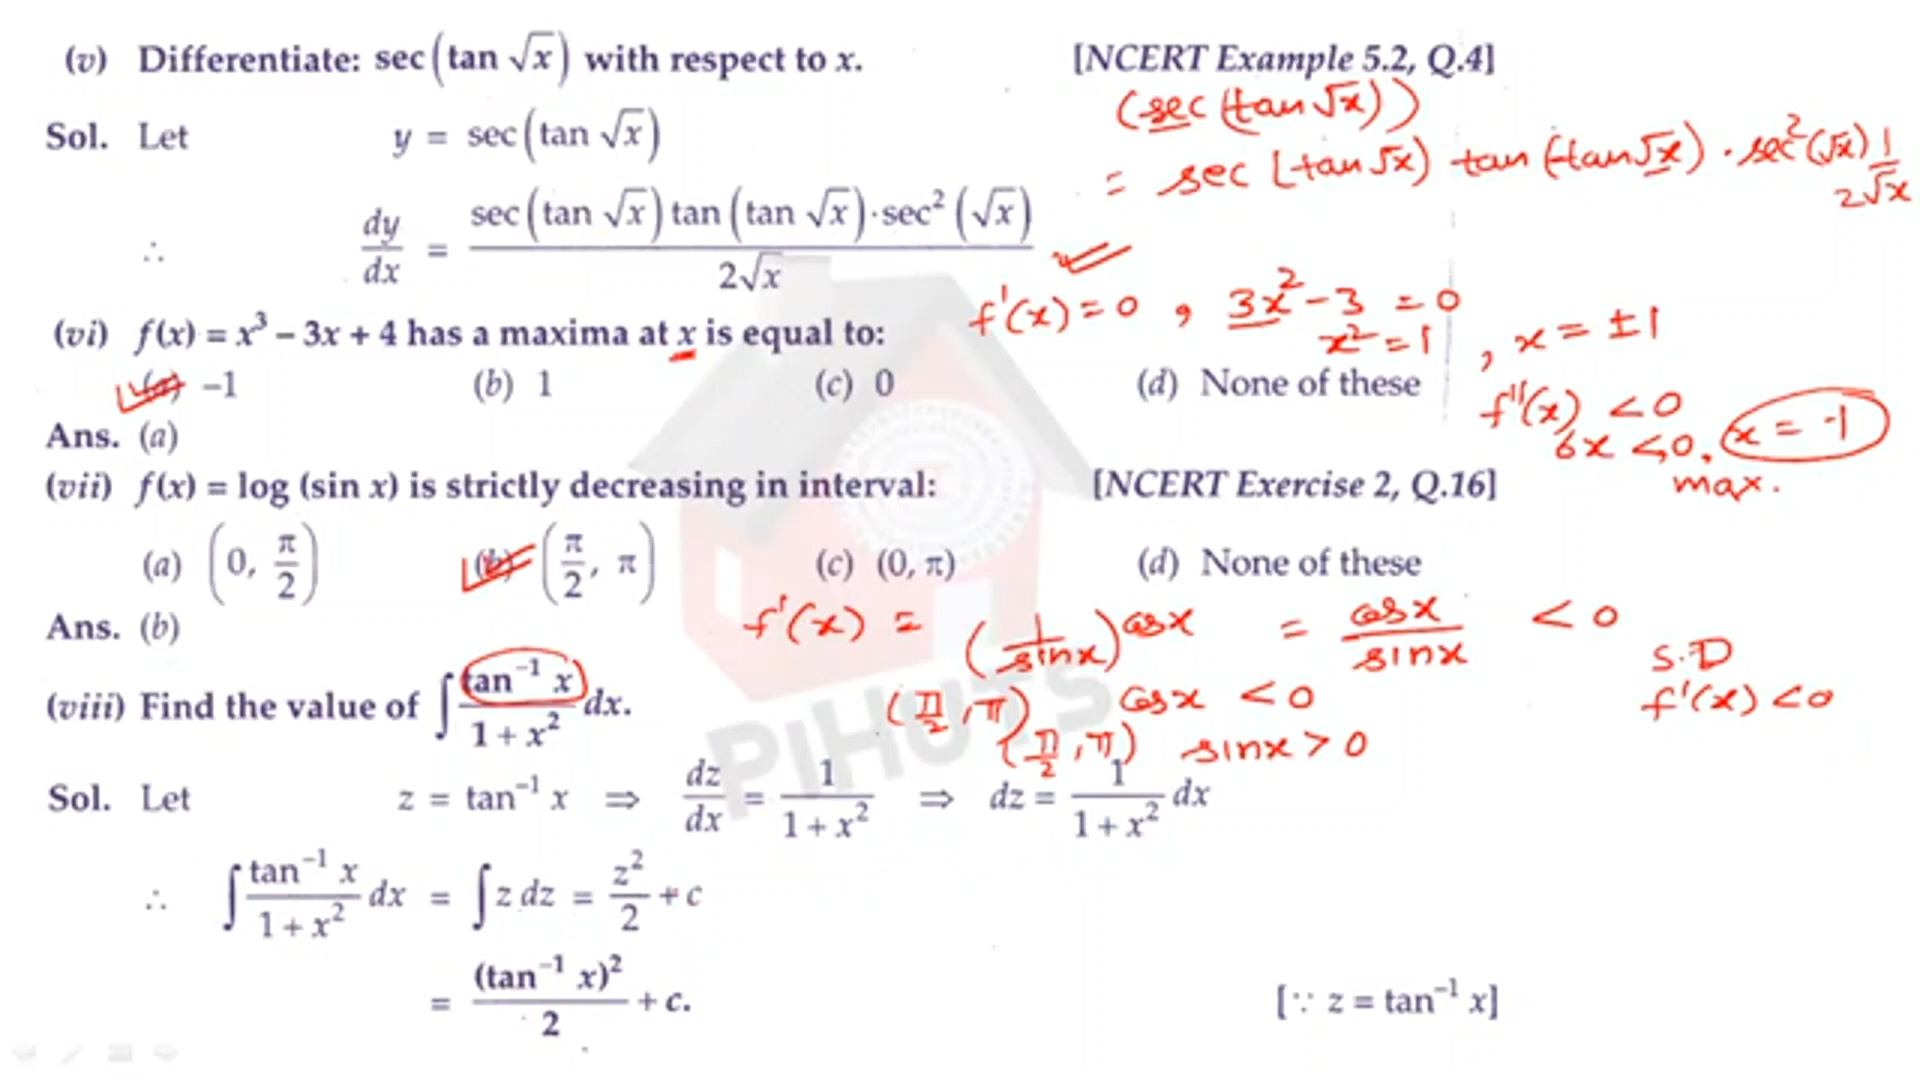 (v) Differentiate: sec(tan √x) with respect to x. [NCERT Example 5.2, Q.4]
(sec (tan √x))
Sol. Let y = sec(tan √x)
= sec (tan √x) tan (tan √x) · sec² (√x) 1/2√x
∴ dy/dx = sec(tan √x) tan(tan √x)·sec²(√x) / 2√x
f'(x) = 0 , 3x² - 3 = 0
x² = 1 , x = ±1
(vi) f(x) = x³ – 3x + 4 has a maxima at x is equal to:
(a) –1 (b) 1 (c) 0 (d) None of these
f''(x) < 0
6x < 0, x = -1
max.
Ans. (a)
(vii) f(x) = log (sin x) is strictly decreasing in interval: [NCERT Exercise 2, Q.16]
(a) (0, π/2) (b) (π/2, π) (c) (0, π) (d) None of these
Ans. (b)
f'(x) = (1/sinx) cosx = cosx/sinx < 0
S.D
f'(x) < 0
(π/2, π) cosx < 0
(π/2, π) sinx > 0
(viii) Find the value of ∫ tan⁻¹ x / 1 + x² dx.
Sol. Let z = tan⁻¹ x ⇒ dz/dx = 1/1 + x² ⇒ dz = 1/1 + x² dx
∴ ∫ tan⁻¹ x / 1 + x² dx = ∫ z dz = z²/2 + c
= (tan⁻¹ x)²/2 + c. [∵ z = tan⁻¹ x]
PIHUTS